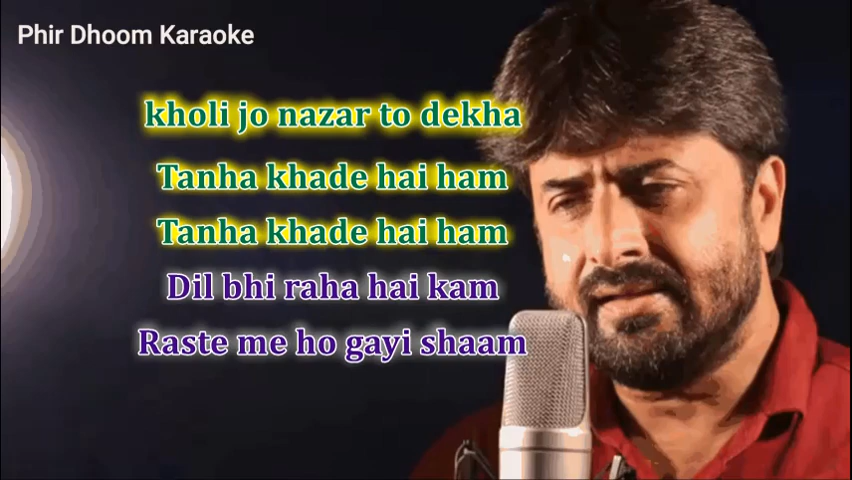 Phir Dhoom Karaoke
kholi jo nazar to dekha
Tanha khade hai ham
Tanha khade hai ham
Dil bhi raha hai kam
Raste me ho gayi shaam